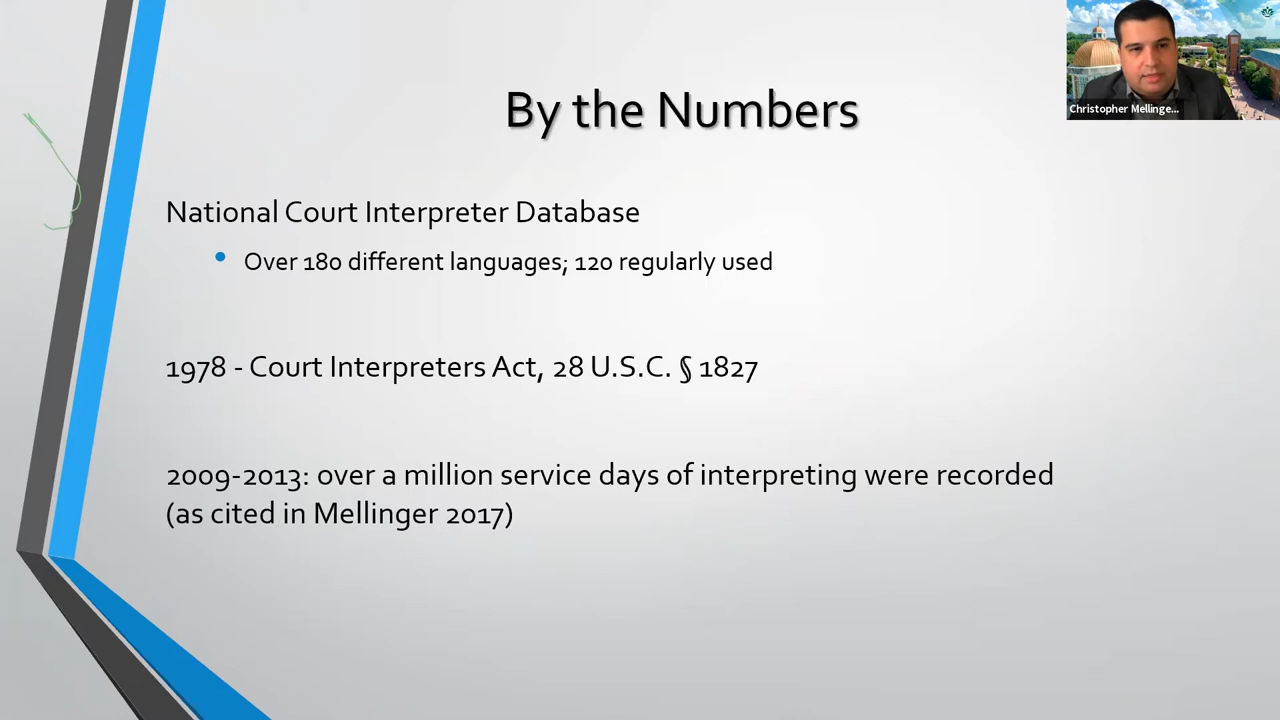 By the Numbers
Christopher Mellinge...
National Court Interpreter Database
• Over 180 different languages; 120 regularly used
1978 - Court Interpreters Act, 28 U.S.C. § 1827
2009-2013: over a million service days of interpreting were recorded
(as cited in Mellinger 2017)